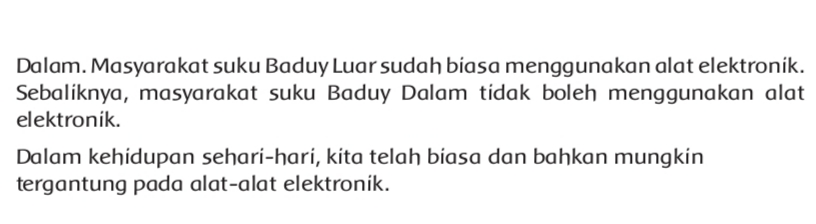 Dalam. Masyarakat suku Baduy Luar sudah biasa menggunakan alat elektronik.
Sebaliknya, masyarakat suku Baduy Dalam tidak boleh menggunakan alat
elektronik.
Dalam kehidupan sehari-hari, kita telah biasa dan bahkan mungkin
tergantung pada alat-alat elektronik.